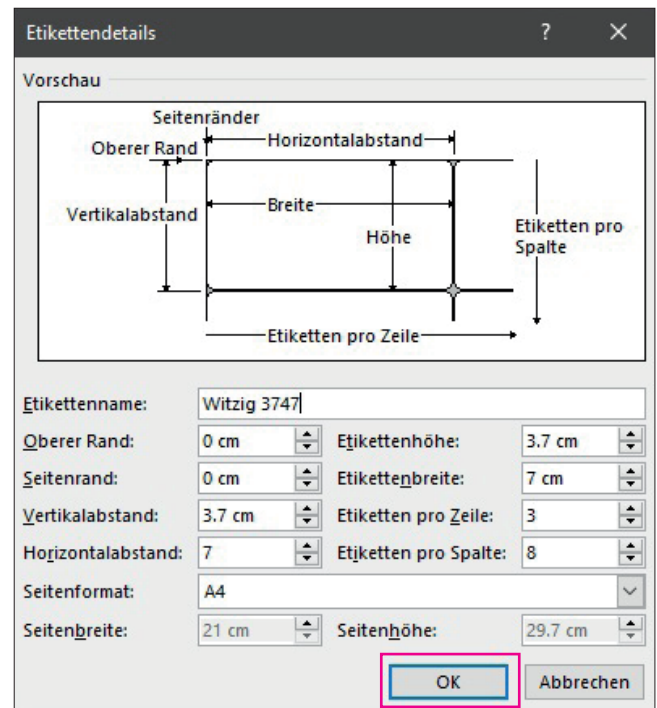 Etikettendetails ? ×
Vorschau
Seitenränder
Oberer Rand
Horizontalabstand
Vertikalabstand
Breite
Höhe
Etiketten pro
Spalte
Etiketten pro Zeile
Etikettenname: Witzig 3747
Oberer Rand: 0 cm Etikettenhöhe: 3.7 cm
Seitenrand: 0 cm Etikettenbreite: 7 cm
Vertikalabstand: 3.7 cm Etiketten pro Zeile: 3
Horizontalabstand: 7 Etiketten pro Spalte: 8
Seitenformat: A4
Seitenbreite: 21 cm Seitenhöhe: 29.7 cm
OK Abbrechen